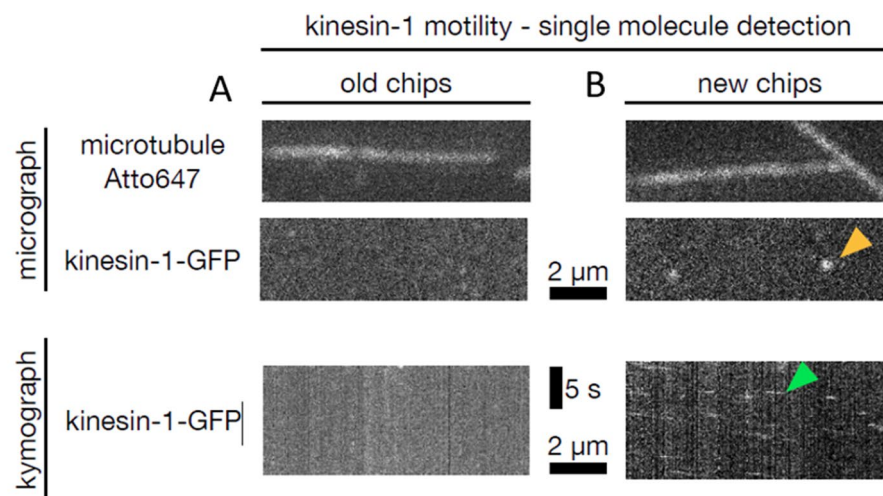 kinesin-1 motility - single molecule detection
A
old chips
B
new chips
micrograph
microtubule
Atto647
kinesin-1-GFP
2 µm
kymograph
kinesin-1-GFP
5 s
2 µm